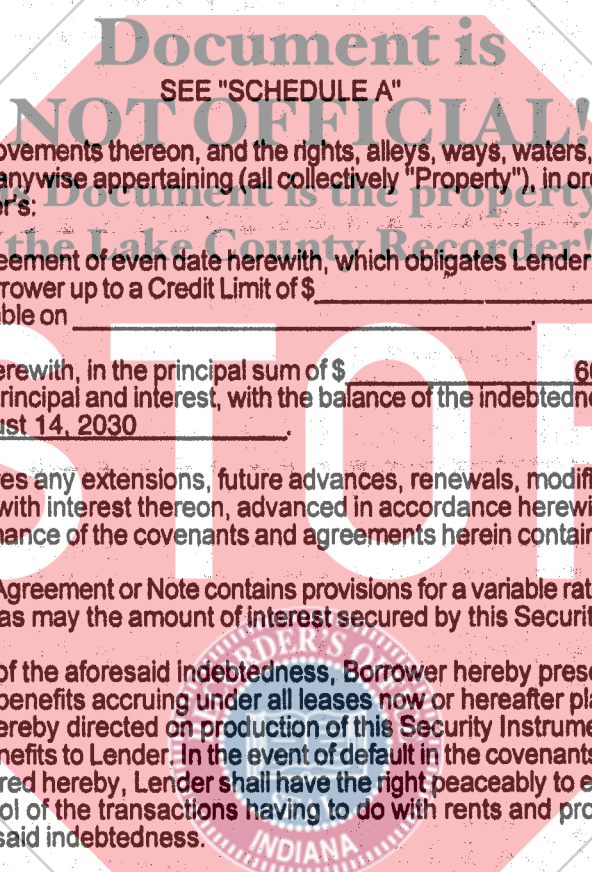 Document is
SEE "SCHEDULE A"
NOT OFFICIAL!
ovements thereon, and the rights, alleys, ways, waters,
anywise appertaining (all collectively "Property"), in ord
Document is the property
er's:
the Lake County Recorder!
eement of even date herewith, which obligates Lender
rrower up to a Credit Limit of $
ble on
.
STOP
erewith, in the principal sum of $ 60
rincipal and interest, with the balance of the indebtedne
ust 14, 2030
.
res any extensions, future advances, renewals, modifi
with interest thereon, advanced in accordance herewi
nance of the covenants and agreements herein contain
Agreement or Note contains provisions for a variable rat
as may the amount of interest secured by this Securit
of the aforesaid indebtedness, Borrower hereby prese
benefits accruing under all leases now or hereafter pla
ereby directed on production of this Security Instrume
nefits to Lender. In the event of default in the covenants
red hereby, Lender shall have the right peaceably to e
ol of the transactions having to do with rents and pro
said indebtedness.
RECORDER'S O
SEAL
INDIANA